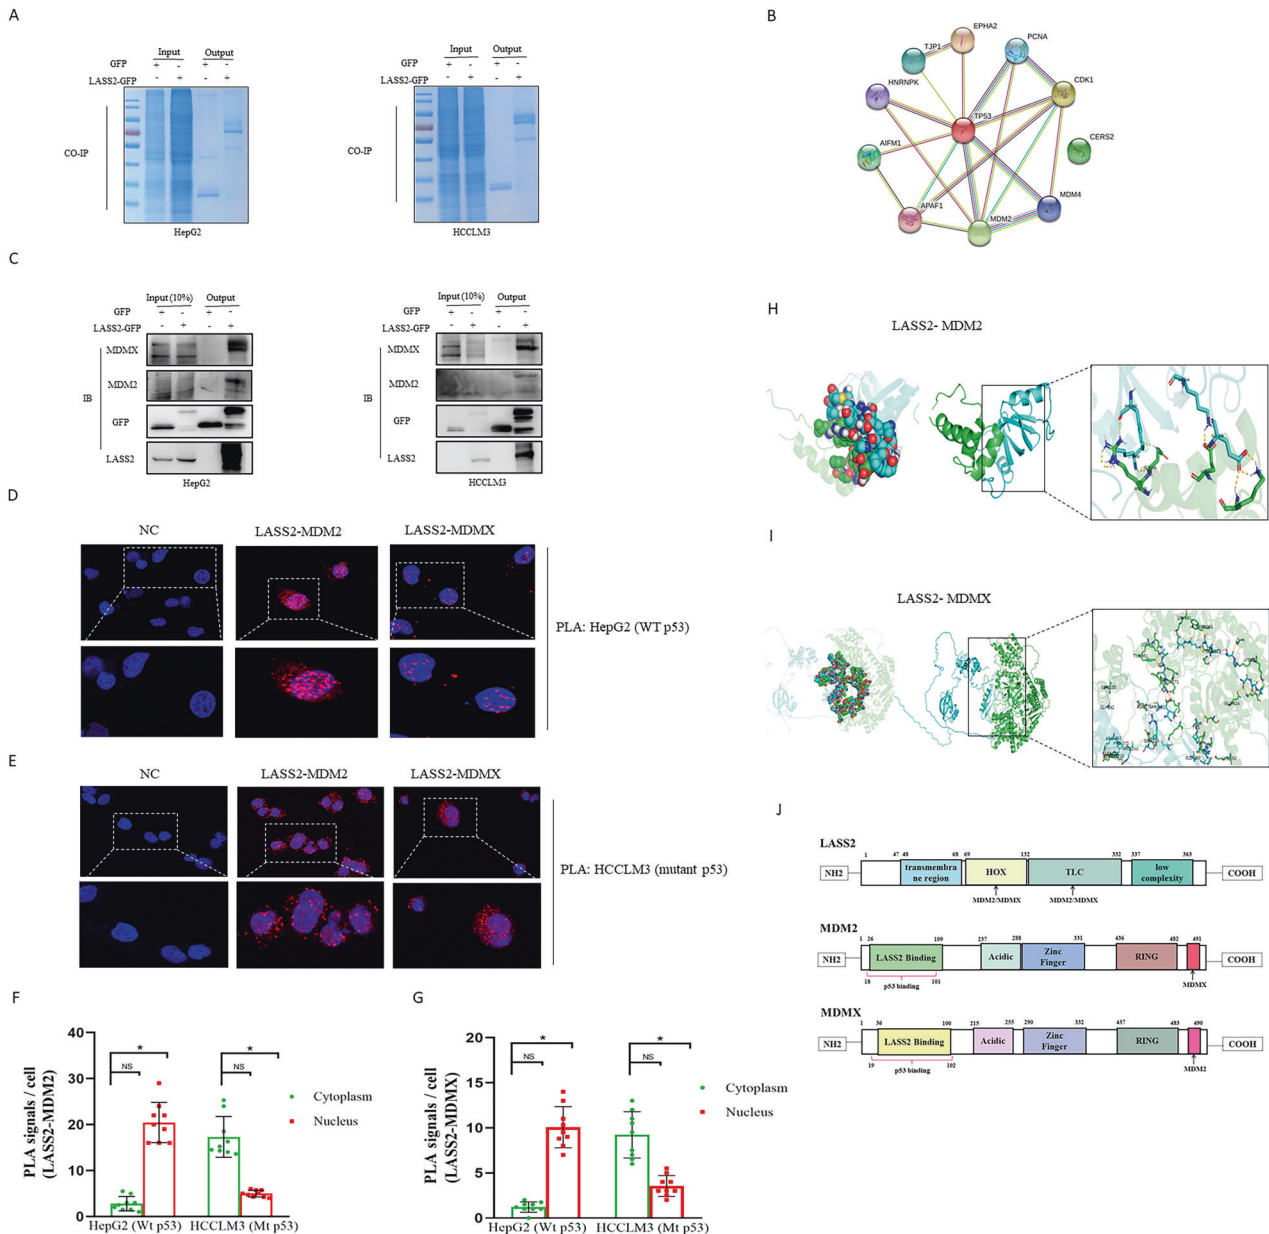 A
Input Output
GFP + - + -
LASS2-GFP - + - +
CO-IP
HepG2
Input Output
GFP + - + -
LASS2-GFP - + - +
CO-IP
HCCLM3
B
EPHA2
TJP1
PCNA
HNRNPK
CDK1
TP53
AIFM1
CERS2
APAF1
MDM4
MDM2
C
Input (10%) Output
GFP + - + -
LASS2-GFP - + - +
MDMX
MDM2
IB
GFP
LASS2
HepG2
Input (10%) Output
GFP + - + -
LASS2-GFP - + - +
MDMX
MDM2
IB
GFP
LASS2
HCCLM3
D
NC LASS2-MDM2 LASS2-MDMX
PLA: HepG2 (WT p53)
E
NC LASS2-MDM2 LASS2-MDMX
PLA: HCCLM3 (mutant p53)
F
PLA signals / cell
(LASS2-MDM2)
40
30
20
10
0
* NS * NS
Cytoplasm
Nucleus
HepG2 (Wt p53) HCCLM3 (Mt p53)
G
PLA signals / cell
(LASS2-MDMX)
20
15
10
5
0
* NS * NS
Cytoplasm
Nucleus
HepG2 (Wt p53) HCCLM3 (Mt p53)
H
LASS2- MDM2
I
LASS2- MDMX
J
LASS2
1 47 45 65 69 132 332 337 363
NH2 transmembra
ne region HOX TLC low
complexity COOH
MDM2/MDMX MDM2/MDMX
MDM2
1 26 109 237 288 331 436 482 491
NH2 LASS2 Binding Acidic Zinc
Finger RING COOH
18 101
p53 binding
MDMX
MDMX
1 36 100 215 255 290 332 437 483 490
NH2 LASS2 Binding Acidic Zinc
Finger RING COOH
19 102
p53 binding
MDM2